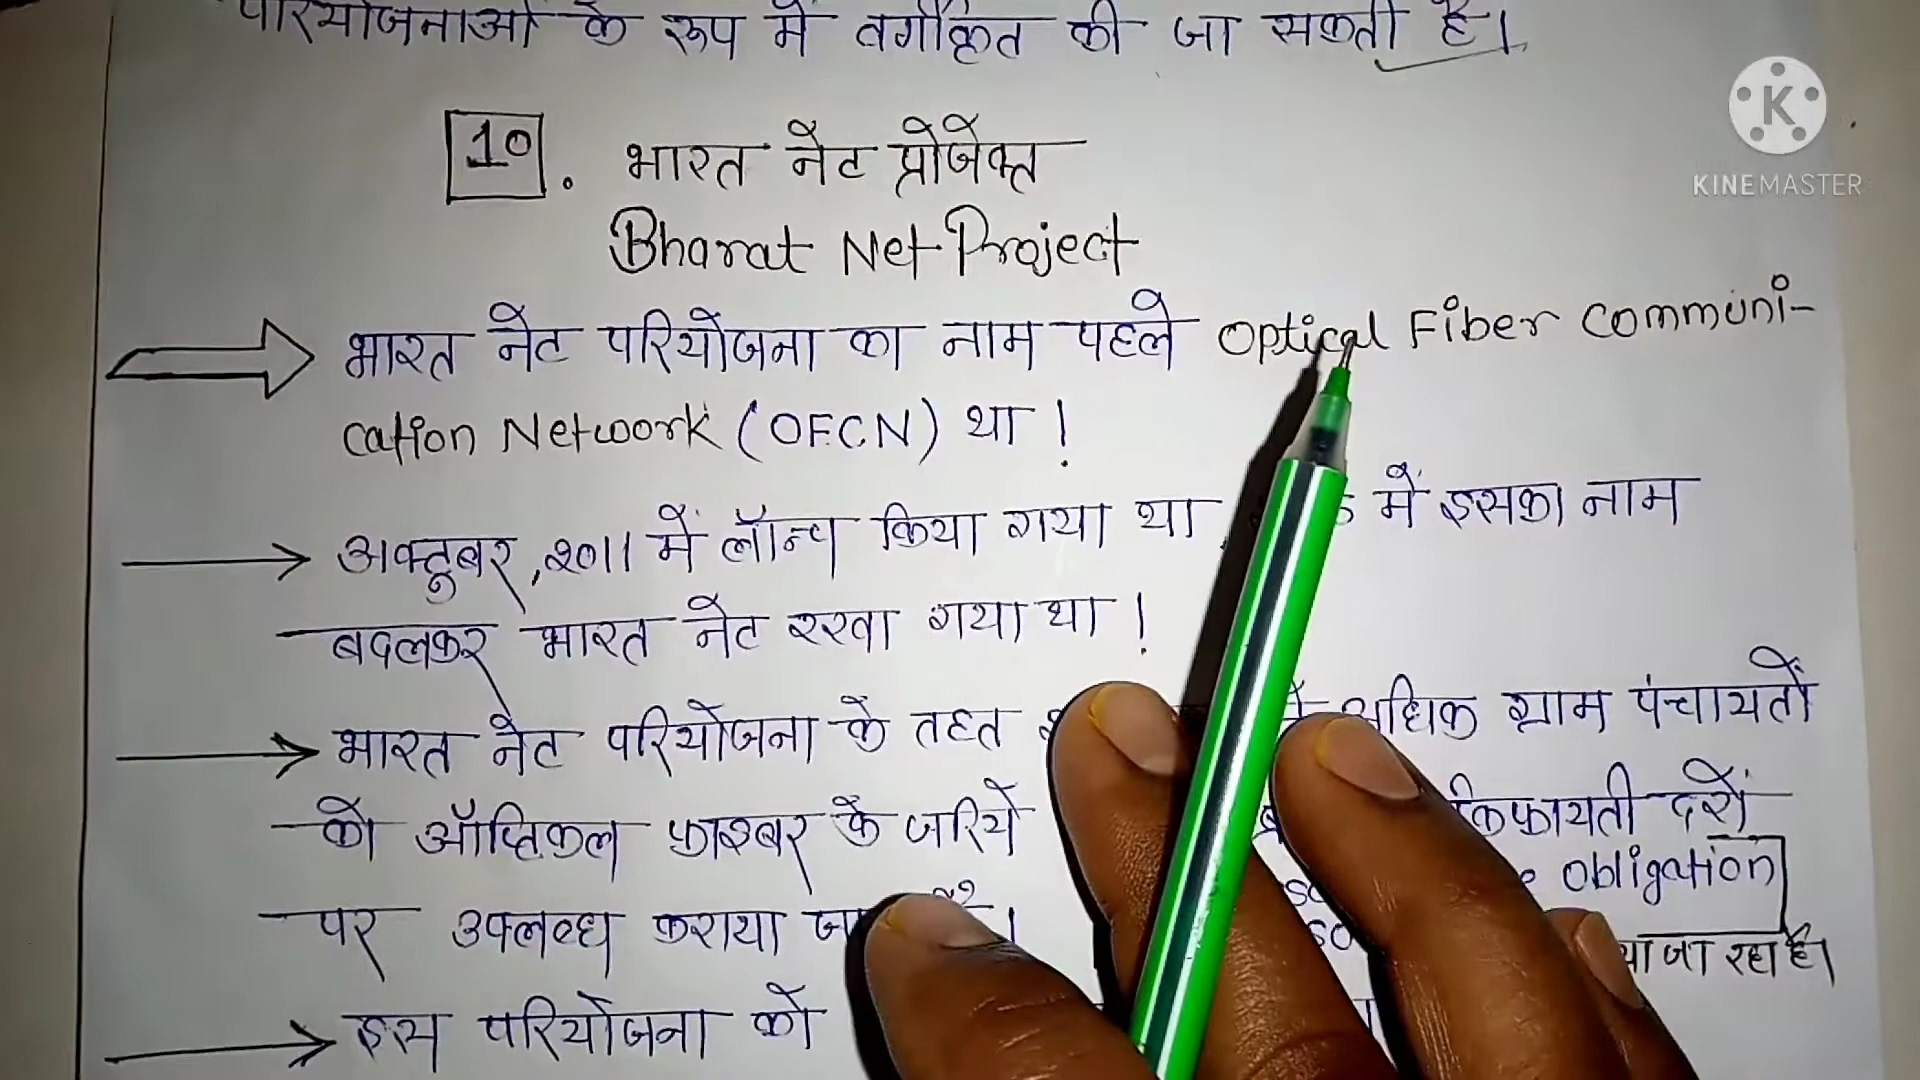 परियोजनाओं के रूप में वर्गीकृत की जा सकती है।
10. भारत नेट प्रोजेक्त
Bharat Net Project
K
KINEMASTER
भारत नेट परियोजना का नाम पहले Optical Fiber Communi-
cation Network (OFCN) था !
अक्टुबर, 2011 में लॉन्च किया गया था, में इसका नाम
बदलकर भारत नेट रखा गया था !
भारत नेट परियोजना के तहत अधिक ग्राम पंचायतों
को ऑप्टिकल फाइबर के जरिये किफायती दरों
obligation
पर उपलब्ध कराया है।
जा रहा है।
इस परियोजना को